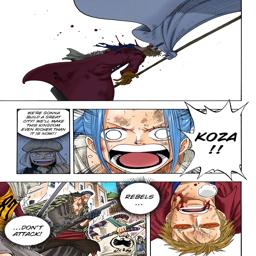 WE'RE GONNA
BUILD A GREAT
CITY! WE'LL MAKE
THIS KINGDOM
EVEN RICHER THAN
IT IS NOW!!
KOZA
!!
REBELS
...
...DON'T
ATTACK!